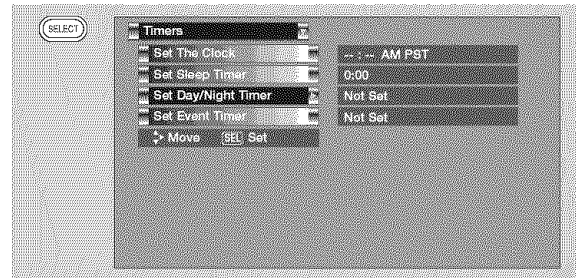 SELECT
Timers
Set The Clock -- : -- AM PST
Set Sleep Timer 0:00
Set Day/Night Timer Not Set
Set Event Timer Not Set
Move SEL Set